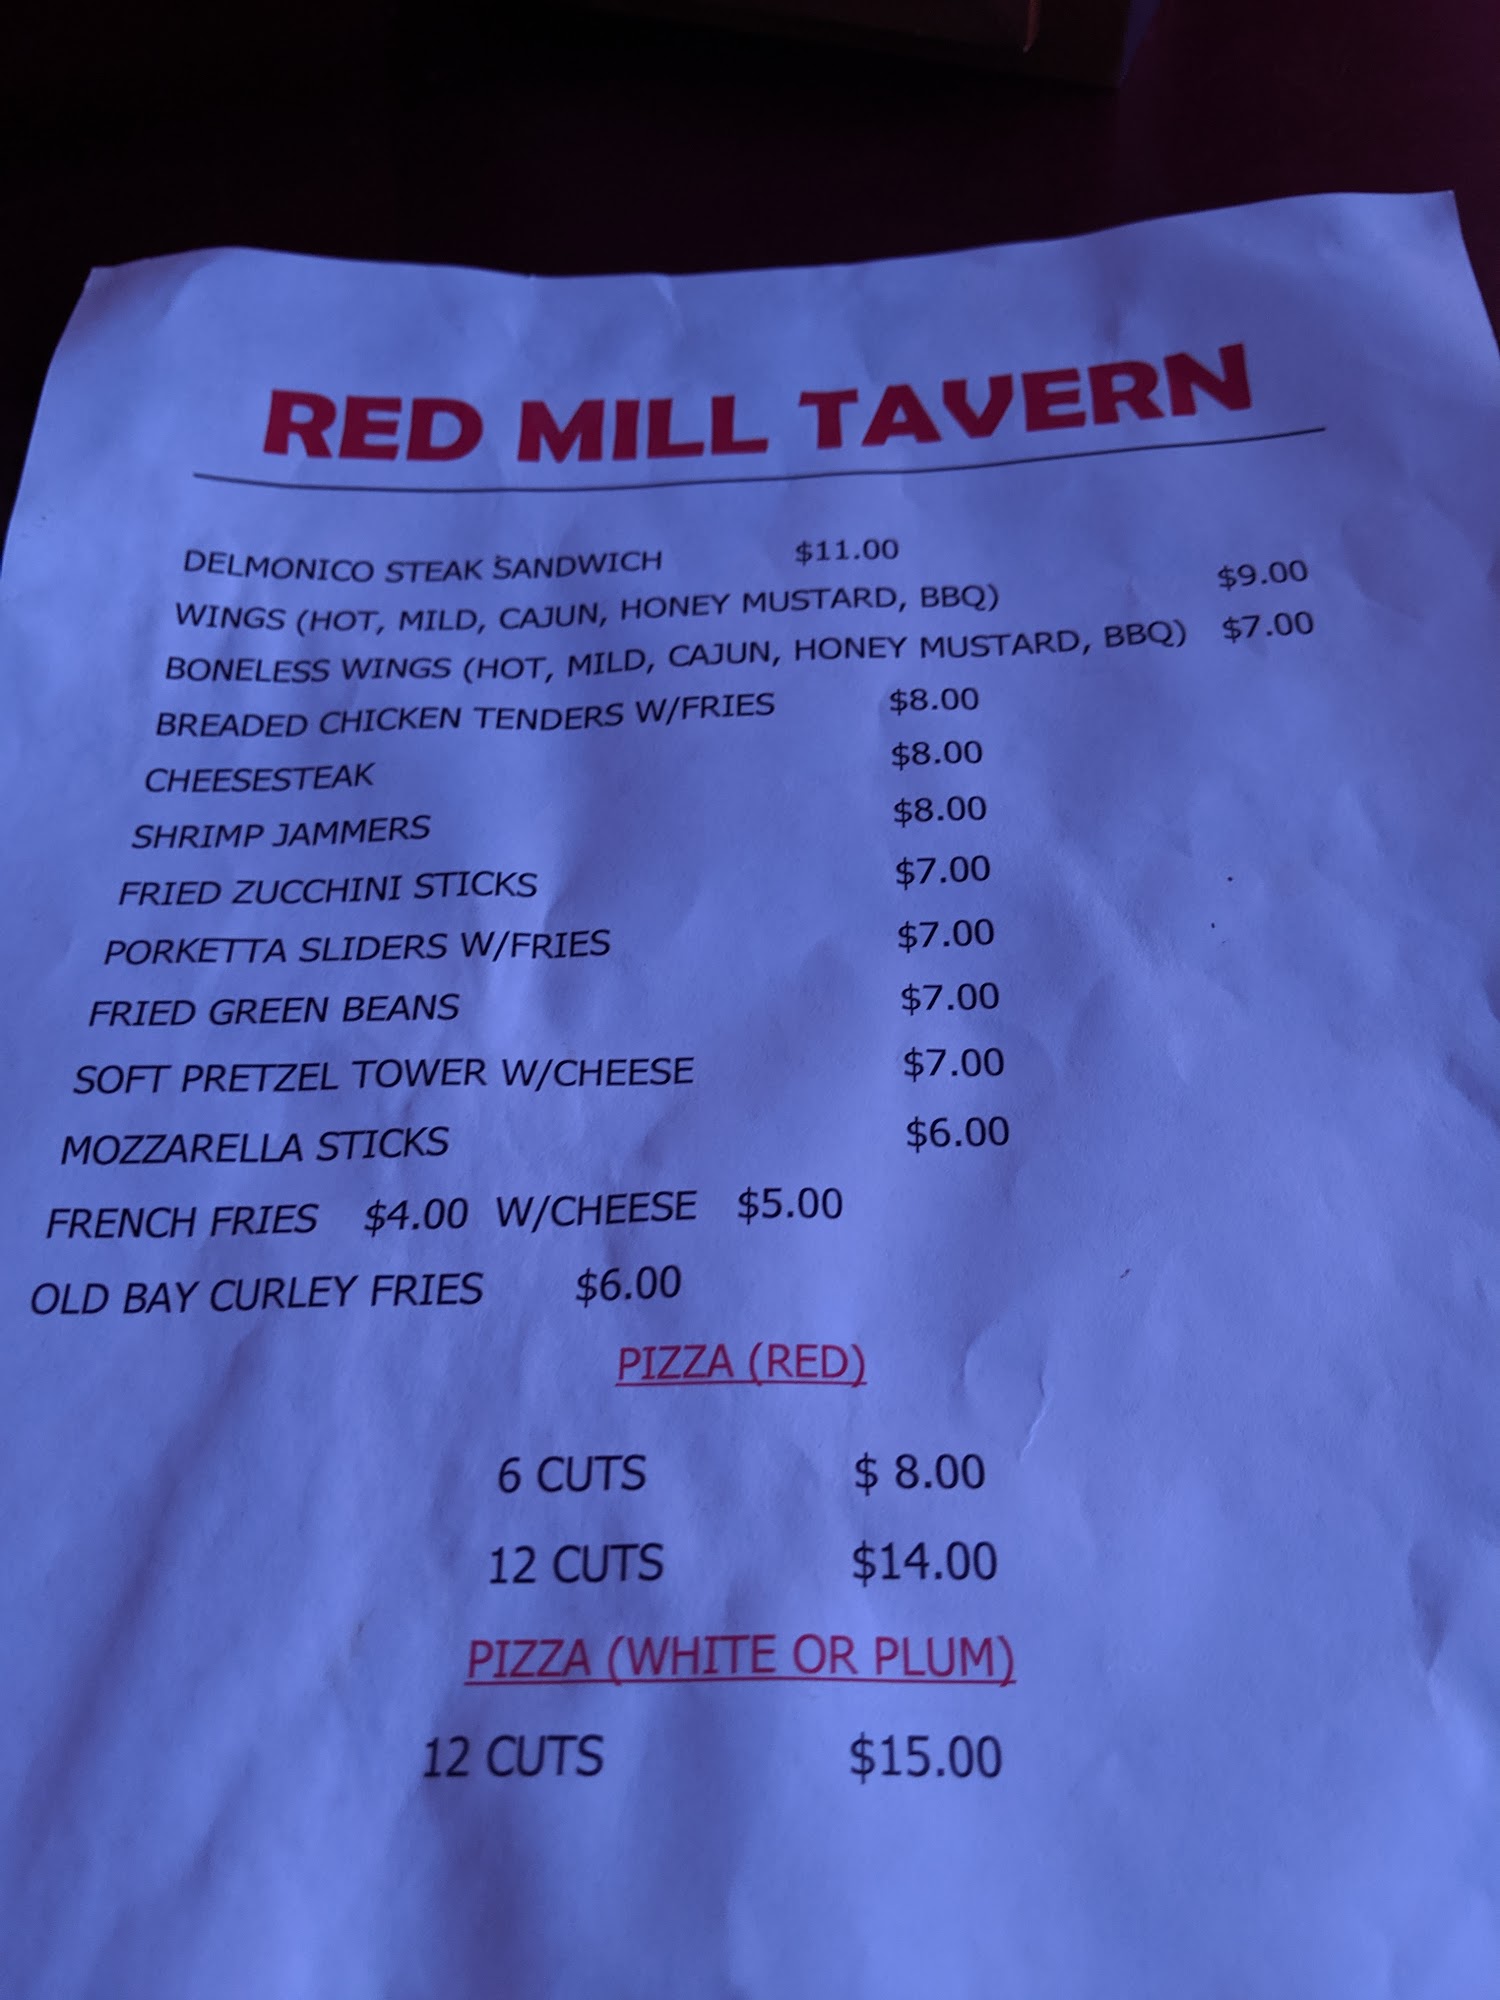 RED MILL TAVERN
DELMONICO STEAK SANDWICH $11.00
WINGS (HOT, MILD, CAJUN, HONEY MUSTARD, BBQ) $9.00
BONELESS WINGS (HOT, MILD, CAJUN, HONEY MUSTARD, BBQ) $7.00
BREADED CHICKEN TENDERS W/FRIES $8.00
CHEESESTEAK $8.00
SHRIMP JAMMERS $8.00
FRIED ZUCCHINI STICKS $7.00
PORKETTA SLIDERS W/FRIES $7.00
FRIED GREEN BEANS $7.00
SOFT PRETZEL TOWER W/CHEESE $7.00
MOZZARELLA STICKS $6.00
FRENCH FRIES $4.00 W/CHEESE $5.00
OLD BAY CURLEY FRIES $6.00
PIZZA (RED)
6 CUTS $ 8.00
12 CUTS $14.00
PIZZA (WHITE OR PLUM)
12 CUTS $15.00